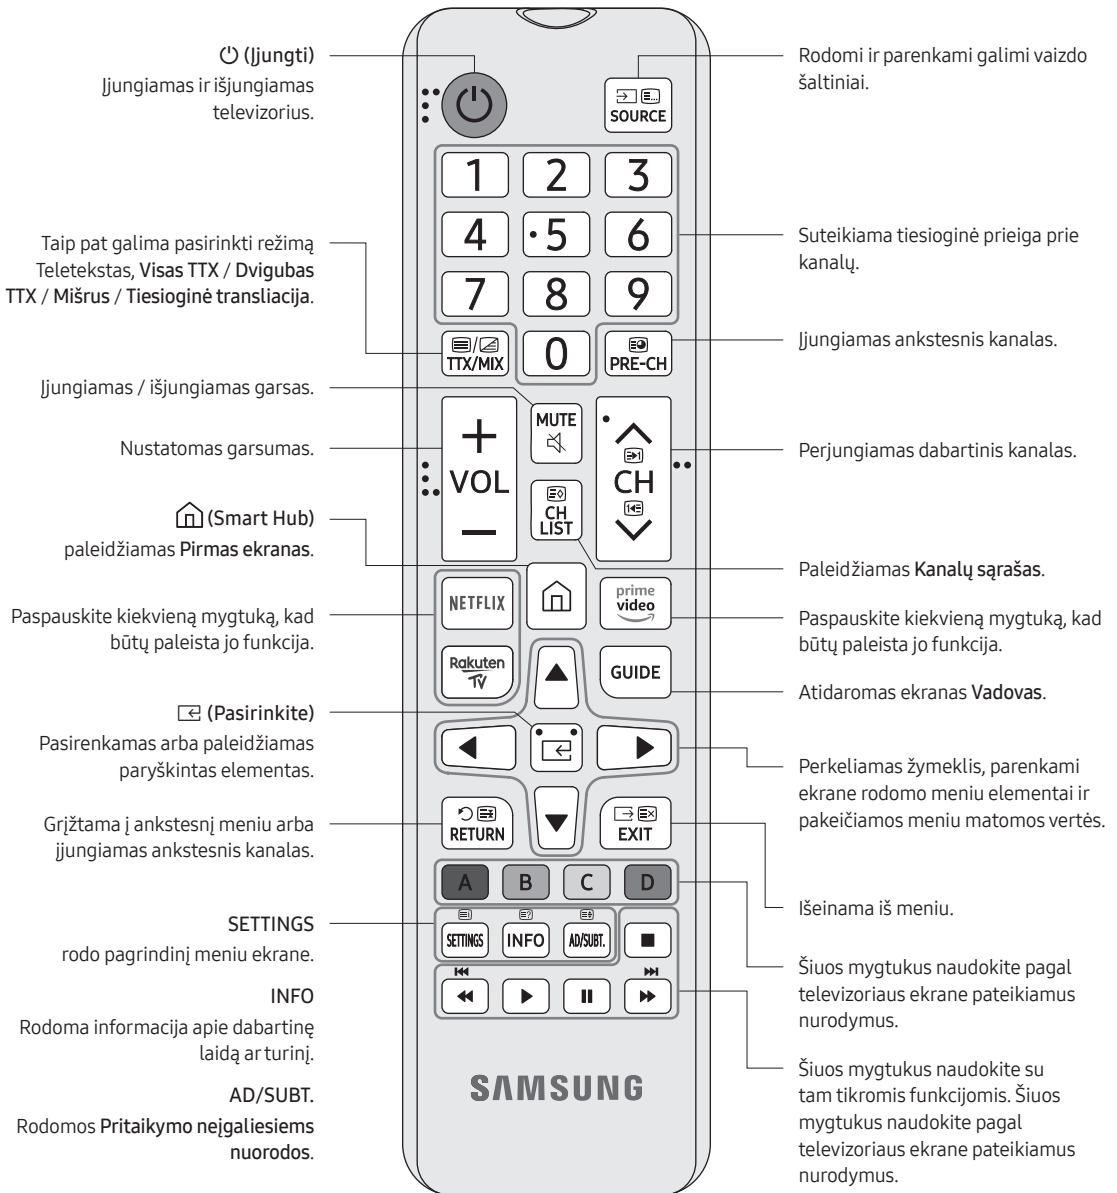 (Įjungti)
Įjungiamas ir išjungiamas
televizorius.
Taip pat galima pasirinkti režimą
Teletekstas, Visas TTX / Dvigubas
TTX / Mišrus / Tiesioginė transliacija.
Įjungiamas / išjungiamas garsas.
Nustatomas garsumas.
(Smart Hub)
paleidžiamas Pirmas ekranas.
Paspauskite kiekvieną mygtuką, kad
būtų paleista jo funkcija.
(Pasirinkite)
Pasirenkamas arba paleidžiamas
paryškintas elementas.
Grįžtama į ankstesnį meniu arba
įjungiamas ankstesnis kanalas.
SETTINGS
rodo pagrindinį meniu ekrane.
INFO
Rodoma informacija apie dabartinę
laidą ar turinį.
AD/SUBT.
Rodomos Pritaikymo neįgaliesiems
nuorodos.
SOURCE
1 2 3
4 5 6
7 8 9
TTX/MIX 0 PRE-CH
MUTE
+
VOL
−
CH
CH
LIST
NETFLIX
prime
video
Rakuten
TV
GUIDE
RETURN
EXIT
A B C D
SETTINGS INFO AD/SUBT.
SAMSUNG
Rodomi ir parenkami galimi vaizdo
šaltiniai.
Suteikiama tiesioginė prieiga prie
kanalų.
Įjungiamas ankstesnis kanalas.
Perjungiamas dabartinis kanalas.
Paleidžiamas Kanalų sąrašas.
Paspauskite kiekvieną mygtuką, kad
būtų paleista jo funkcija.
Atidaromas ekranas Vadovas.
Perkeliamas žymeklis, parenkami
ekrane rodomo meniu elementai ir
pakeičiamos meniu matomos vertės.
Išeinama iš meniu.
Šiuos mygtukus naudokite pagal
televizoriaus ekrane pateikiamus
nurodymus.
Šiuos mygtukus naudokite su
tam tikromis funkcijomis. Šiuos
mygtukus naudokite pagal
televizoriaus ekrane pateikiamus
nurodymus.